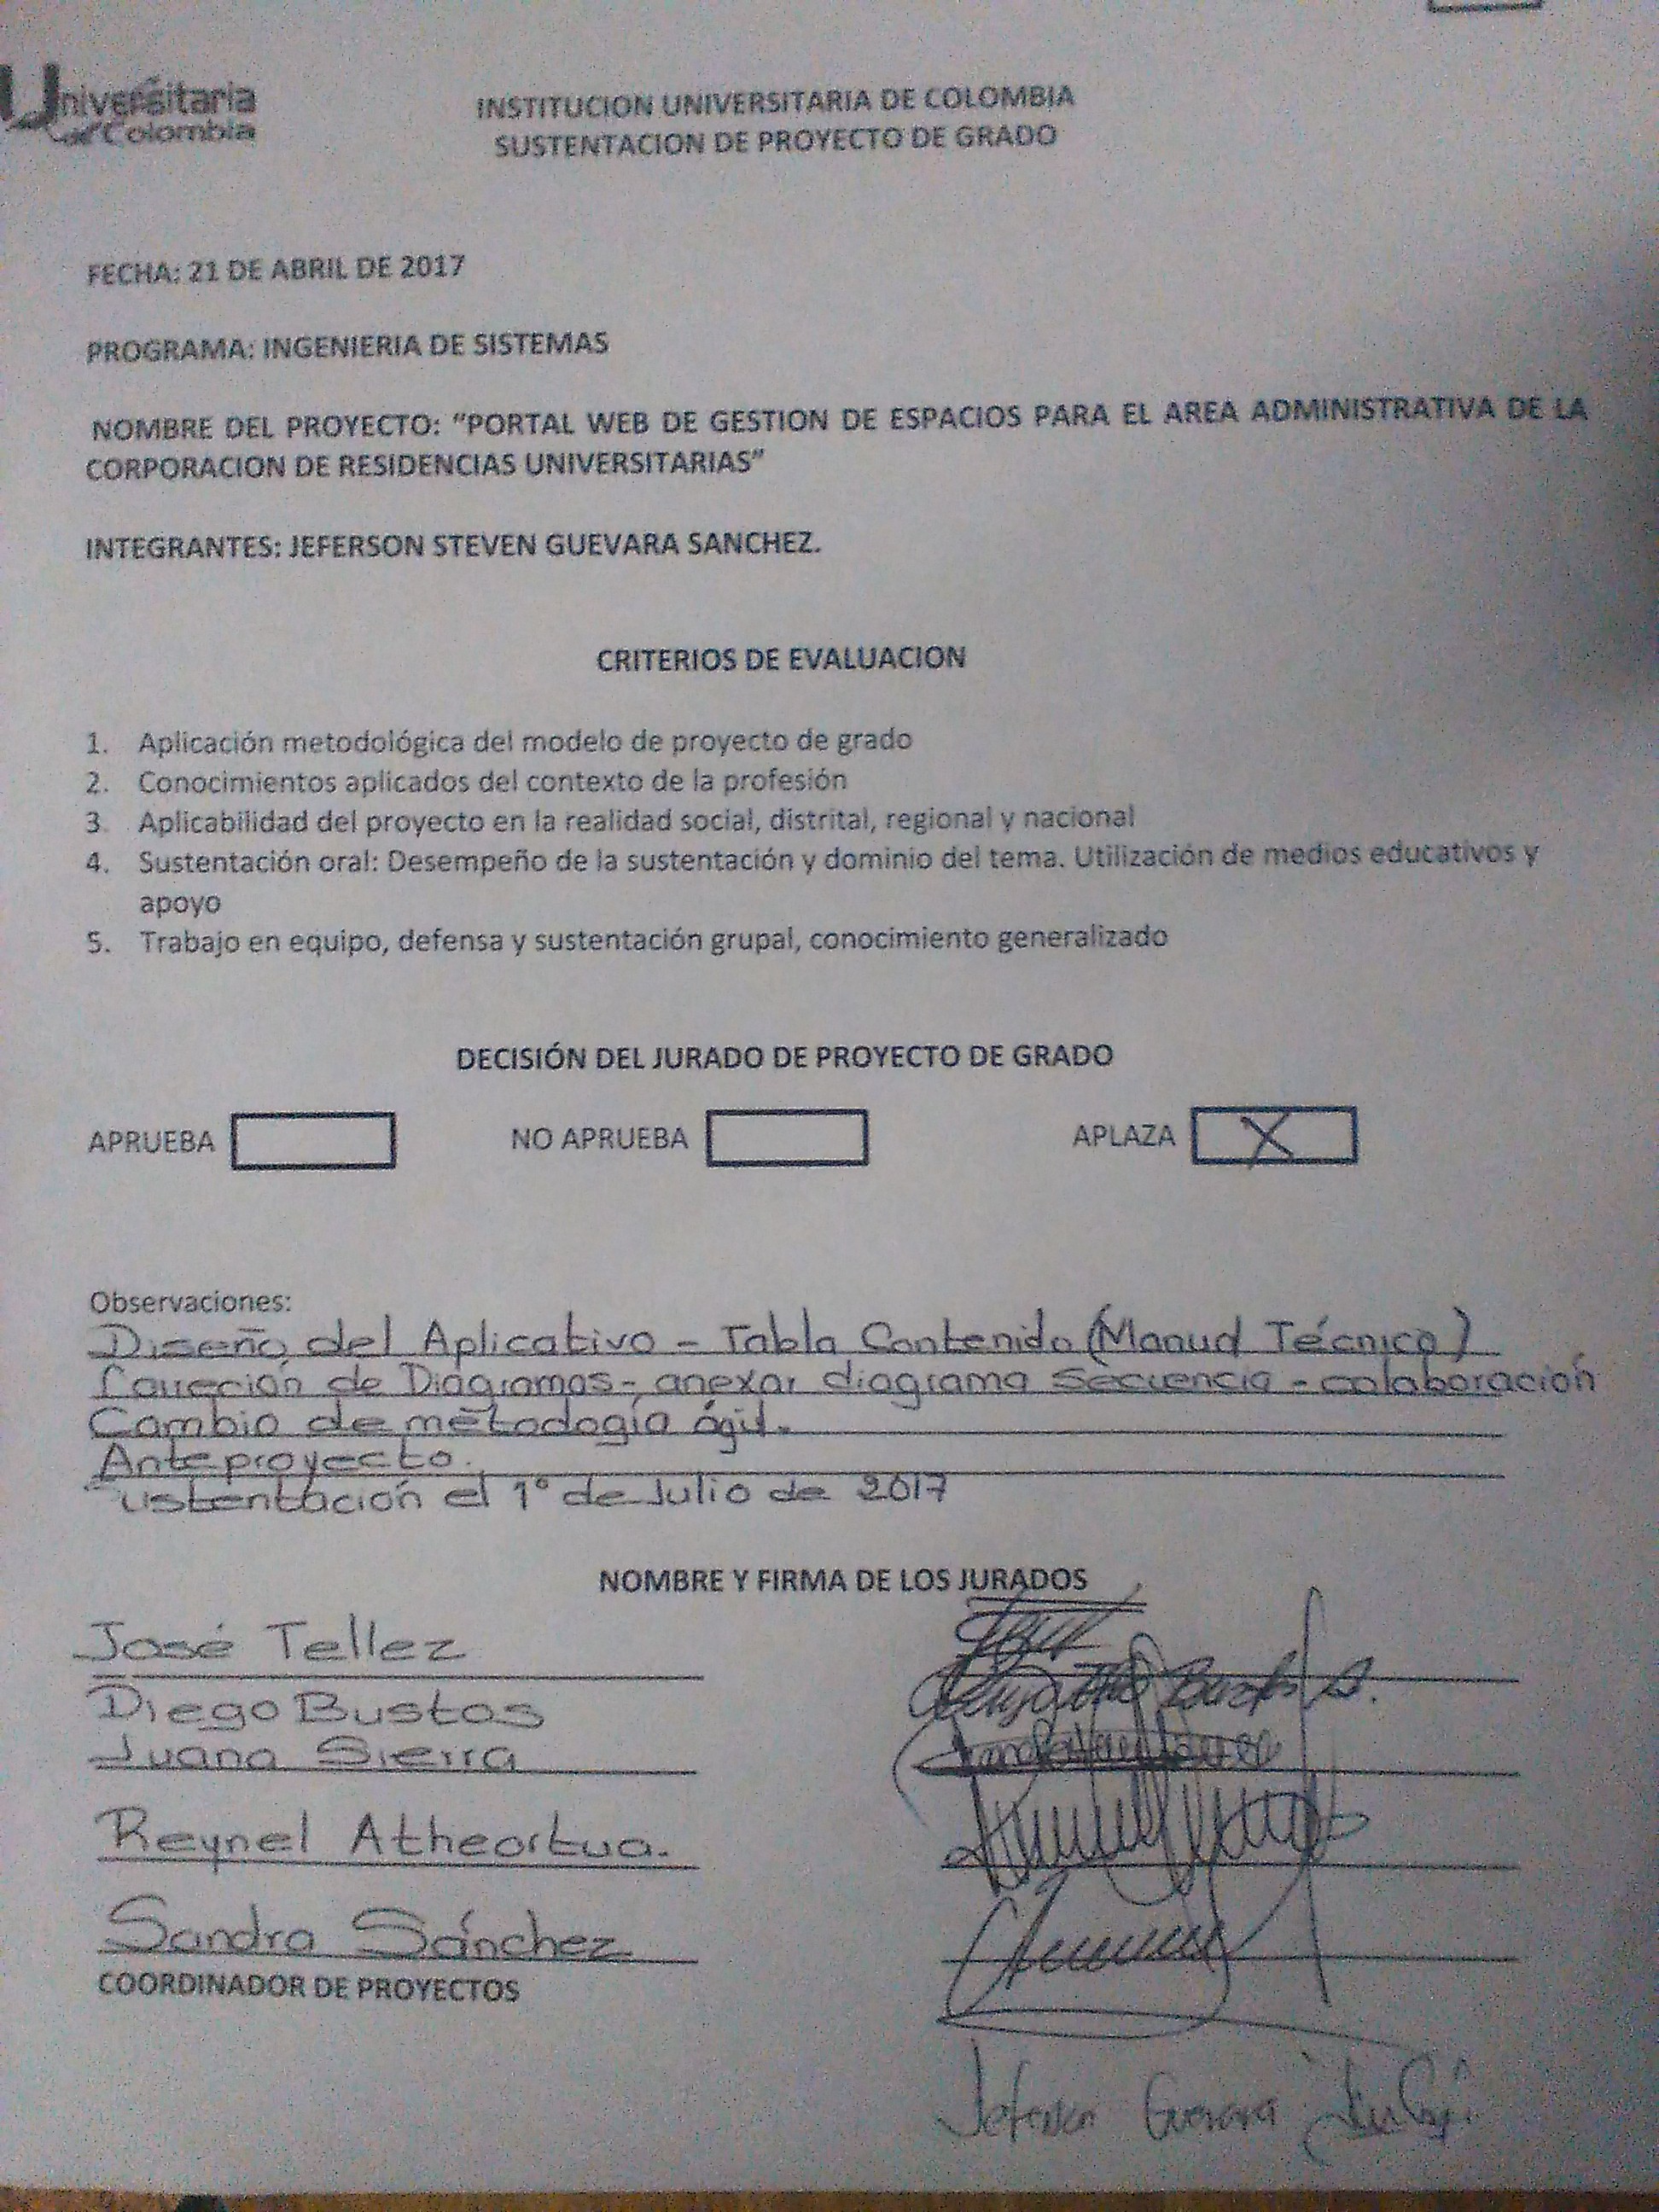 Universitaria
de Colombia
INSTITUCION UNIVERSITARIA DE COLOMBIA
SUSTENTACION DE PROYECTO DE GRADO
FECHA: 21 DE ABRIL DE 2017
PROGRAMA: INGENIERIA DE SISTEMAS
NOMBRE DEL PROYECTO: “PORTAL WEB DE GESTION DE ESPACIOS PARA EL AREA ADMINISTRATIVA DE LA
CORPORACION DE RESIDENCIAS UNIVERSITARIAS”
INTEGRANTES: JEFERSON STEVEN GUEVARA SANCHEZ.
CRITERIOS DE EVALUACION
1. Aplicación metodológica del modelo de proyecto de grado
2. Conocimientos aplicados del contexto de la profesión
3. Aplicabilidad del proyecto en la realidad social, distrital, regional y nacional
4. Sustentación oral: Desempeño de la sustentación y dominio del tema. Utilización de medios educativos y
apoyo
5. Trabajo en equipo, defensa y sustentación grupal, conocimiento generalizado
DECISIÓN DEL JURADO DE PROYECTO DE GRADO
APRUEBA NO APRUEBA APLAZA X
Observaciones:
Diseño del Aplicativo - Tabla Contenido (Manual Técnico)
Corrección de Diagramas - anexar diagrama Secuencia - colaboración
Cambio de metodogía ágil.
Anteproyecto.
Sustentación el 1° de Julio de 2017
NOMBRE Y FIRMA DE LOS JURADOS
José Tellez
Diego Bustos Bustos
Juana Sierra
Reynel Atheortua.
Sandra Sánchez
COORDINADOR DE PROYECTOS
Jeferson Guevara